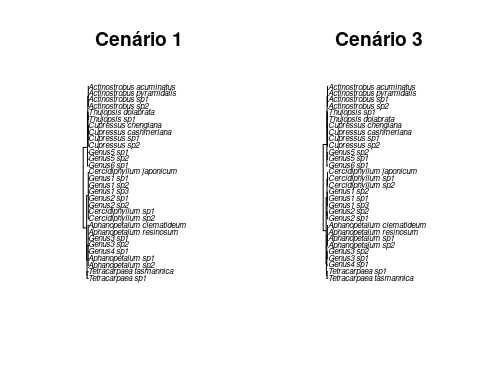 Cenário 1
Actinostrobus acuminatus
Actinostrobus pyramidalis
Actinostrobus sp1
Actinostrobus sp2
Thujopsis dolabrata
Thujopsis sp1
Cupressus chengiana
Cupressus cashmeriana
Cupressus sp1
Cupressus sp2
Genus5 sp1
Genus5 sp2
Genus6 sp1
Cercidiphyllum japonicum
Genus1 sp1
Genus1 sp2
Genus1 sp3
Genus2 sp1
Genus2 sp2
Cercidiphyllum sp1
Cercidiphyllum sp2
Aphanopetalum clematideum
Aphanopetalum resinosum
Genus3 sp1
Genus3 sp2
Genus4 sp1
Aphanopetalum sp1
Aphanopetalum sp2
Tetracarpaea tasmannica
Tetracarpaea sp1
Cenário 3
Actinostrobus acuminatus
Actinostrobus pyramidalis
Actinostrobus sp1
Actinostrobus sp2
Thujopsis sp1
Thujopsis dolabrata
Cupressus chengiana
Cupressus cashmeriana
Cupressus sp1
Cupressus sp2
Genus5 sp2
Genus5 sp1
Genus6 sp1
Cercidiphyllum japonicum
Cercidiphyllum sp1
Cercidiphyllum sp2
Genus1 sp2
Genus1 sp1
Genus1 sp3
Genus2 sp2
Genus2 sp1
Aphanopetalum clematideum
Aphanopetalum resinosum
Aphanopetalum sp1
Aphanopetalum sp2
Genus3 sp2
Genus3 sp1
Genus4 sp1
Tetracarpaea sp1
Tetracarpaea tasmannica